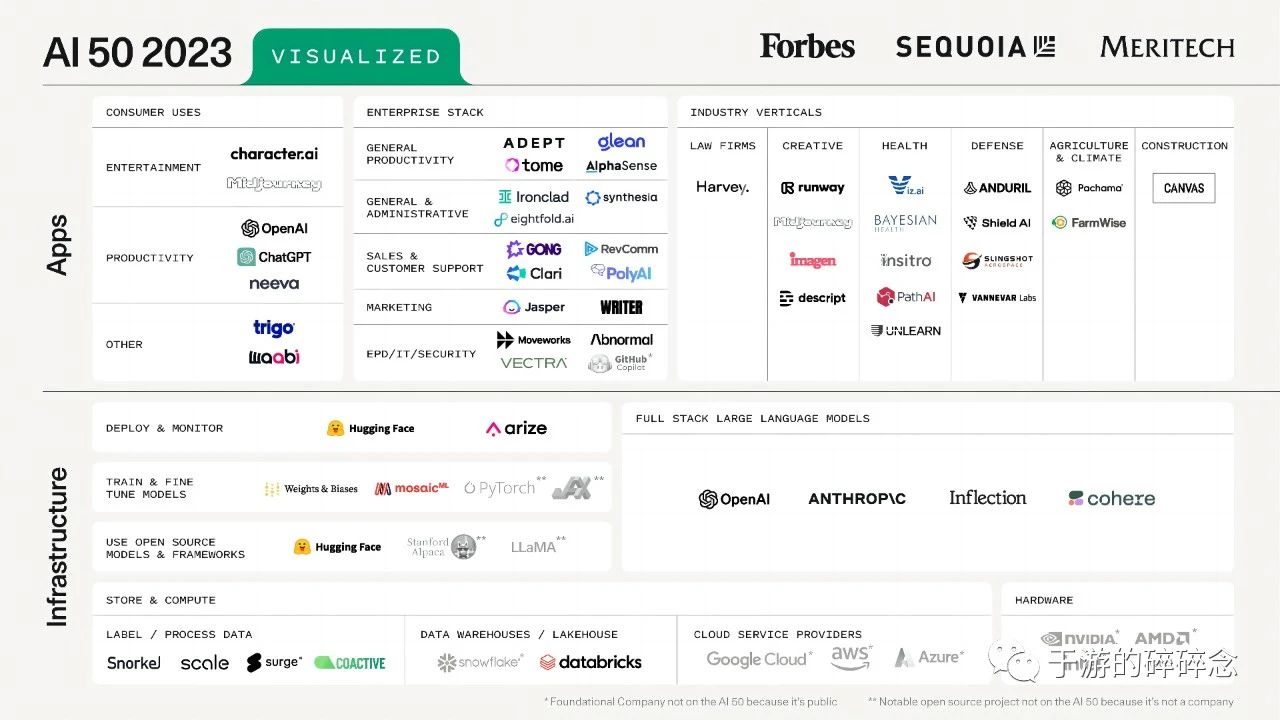 AI 50 2023
VISUALIZED
Forbes
SEQUOIA
MERITECH
Apps
CONSUMER USES
ENTERTAINMENT
character.ai
Midjourney
PRODUCTIVITY
OpenAI
ChatGPT
neeva
OTHER
trigo
waabi
ENTERPRISE STACK
GENERAL
PRODUCTIVITY
ADEPT
glean
tome
AlphaSense
GENERAL &
ADMINISTRATIVE
Ironclad
synthesia
eightfold.ai
SALES &
CUSTOMER SUPPORT
GONG
RevComm
Clari
PolyAI
MARKETING
Jasper
WRITER
EPD/IT/SECURITY
Moveworks
Abnormal
VECTRA
GitHub*
Copilot
INDUSTRY VERTICALS
LAW FIRMS
Harvey.
CREATIVE
runway
Midjourney
imagen
descript
HEALTH
Viz.ai
BAYESIAN
HEALTH
insitro
PathAI
UNLEARN
DEFENSE
ANDURIL
Shield AI
SLINGSHOT
AEROSPACE
VANNEVAR Labs
AGRICULTURE
& CLIMATE
Pachama
FarmWise
CONSTRUCTION
CANVAS
Infrastructure
DEPLOY & MONITOR
Hugging Face
arize
TRAIN & FINE
TUNE MODELS
Weights & Biases
mosaicML
PyTorch**
JAX**
USE OPEN SOURCE
MODELS & FRAMEWORKS
Hugging Face
Stanford
Alpaca**
LLaMA**
FULL STACK LARGE LANGUAGE MODELS
OpenAI
ANTHROP\C
Inflection
cohere
STORE & COMPUTE
LABEL / PROCESS DATA
Snorkel
scale
surge
COACTIVE
DATA WAREHOUSES / LAKEHOUSE
snowflake*
databricks
CLOUD SERVICE PROVIDERS
Google Cloud*
aws*
Azure*
HARDWARE
NVIDIA*
AMD*
于游的碎碎念
* Foundational Company not on the AI 50 because it's public
** Notable open source project not on the AI 50 because it's not a company